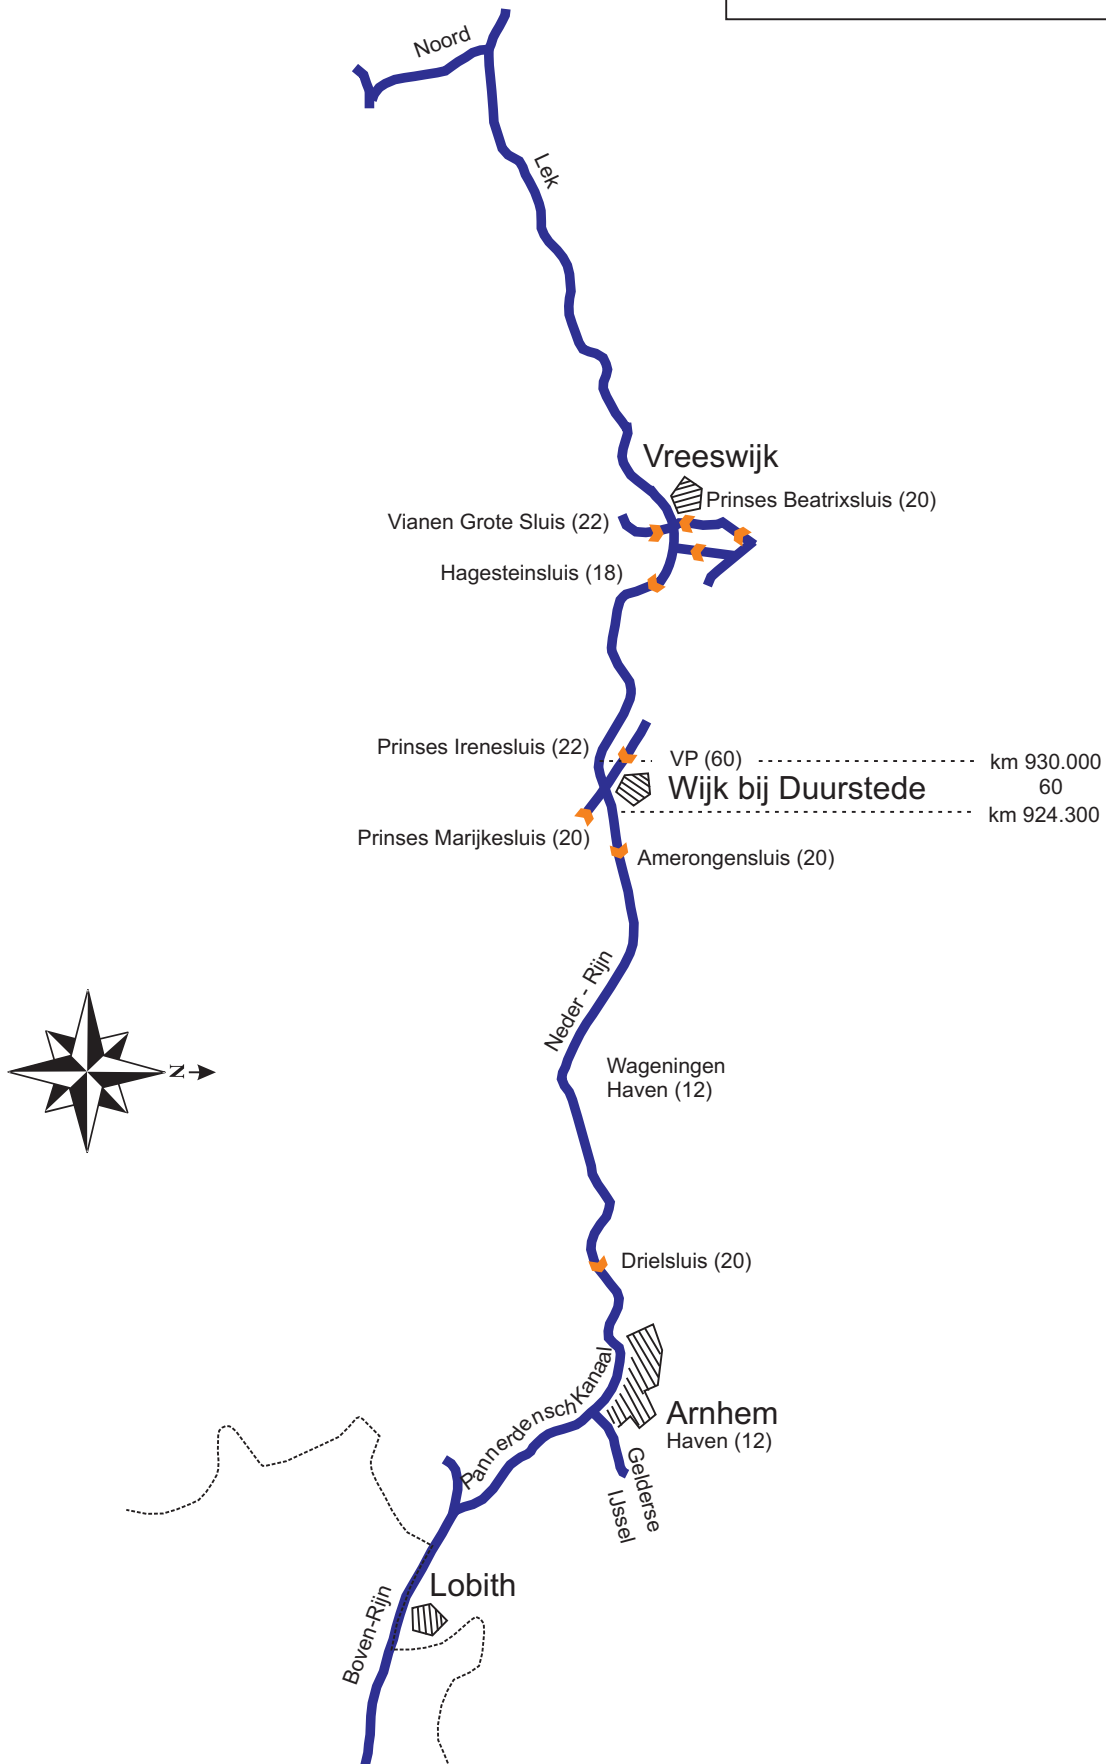 Noord
Lek
Vreeswijk
Prinses Beatrixsluis (20)
Vianen Grote Sluis (22)
Hagesteinsluis (18)
Prinses Irenesluis (22)
VP (60)
km 930.000
60
Wijk bij Duurstede
km 924.300
Prinses Marijkesluis (20)
Amerongensluis (20)
Neder - Rijn
N
Wageningen
Haven (12)
Drielsluis (20)
Pannerdensch Kanaal
Arnhem
Haven (12)
Gelderse
IJssel
Lobith
Boven-Rijn